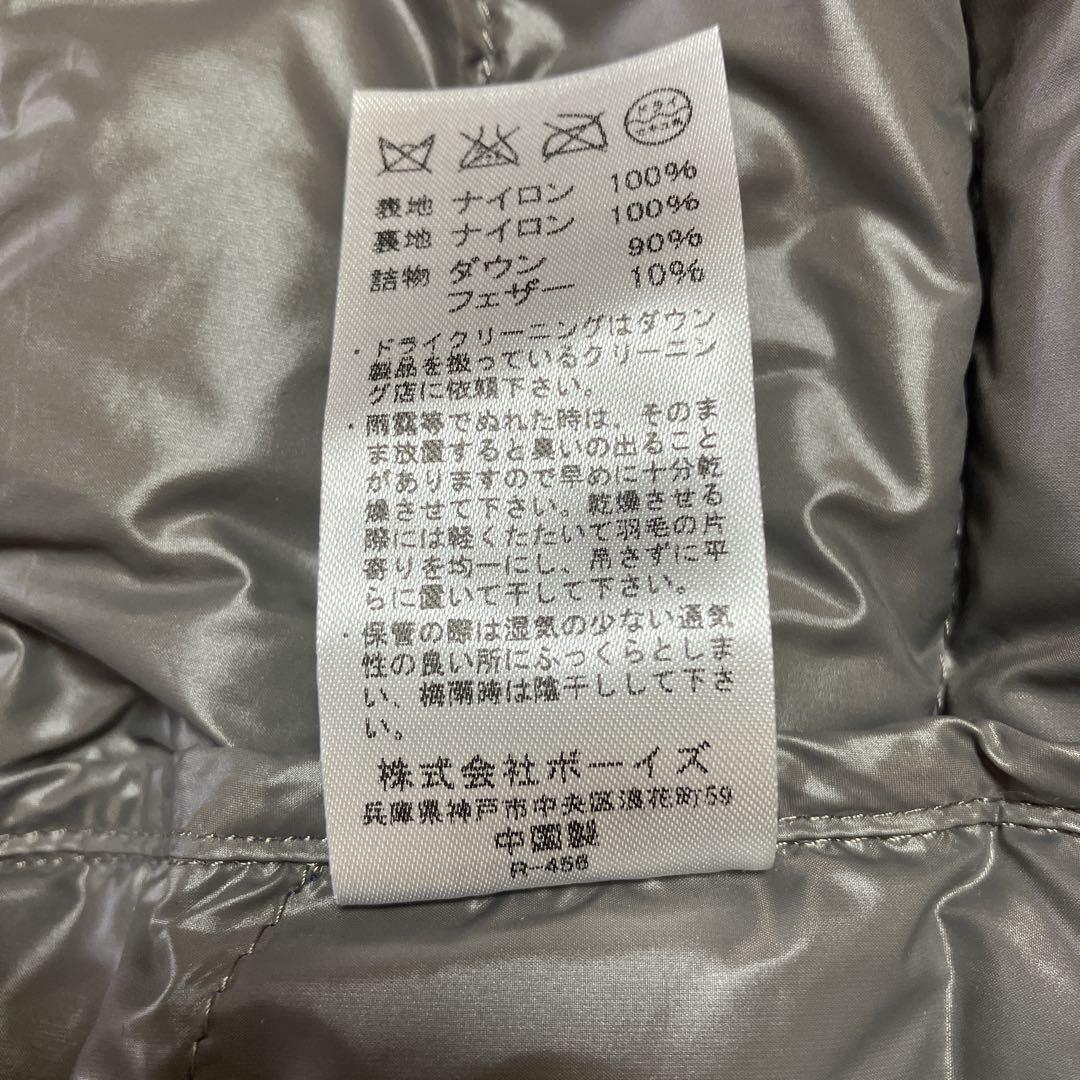 ドライ
表地 ナイロン 100%
裏地 ナイロン 100%
詰物 ダウン 90%
フェザー 10%
・ドライクリーニングはダウン
製品を扱っているクリーニン
グ店に依頼下さい。
・雨露等でぬれた時は、そのま
ま放置すると臭いの出ること
がありますので早めに十分乾
燥させて下さい。乾燥させる
際には軽くたたいて羽毛の片
寄りを均一にし、吊さずに平
らに置いて干して下さい。
・保管の際は湿気の少ない通気
性の良い所にふっくらとしま
い、梅雨時は陰干しして下さ
い。
株式会社ボーイズ
兵庫県神戸市中央区浪花町59
中国製
R-456